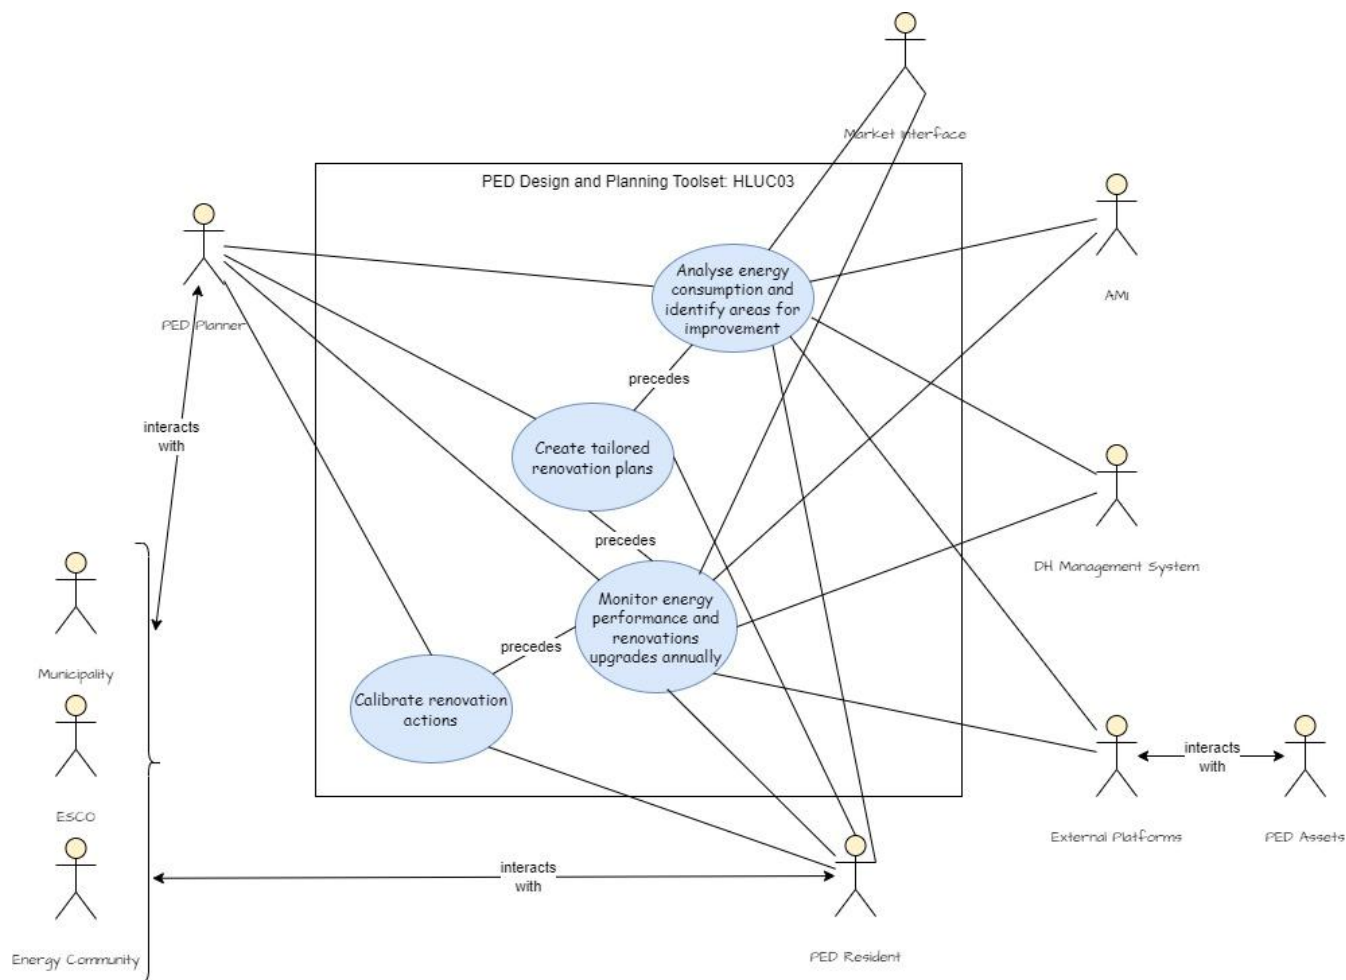 Market Interface
PED Design and Planning Toolset: HLUC03
PED Planner
Analyse energy
consumption and
identify areas for
improvement
AMI
precedes
interacts
with
Create tailored
renovation plans
precedes
DH Management System
Monitor energy
performance and
renovations
upgrades annually
precedes
Municipality
Calibrate renovation
actions
interacts
with
ESCO
External Platforms
PED Assets
interacts
with
Energy Community
PED Resident